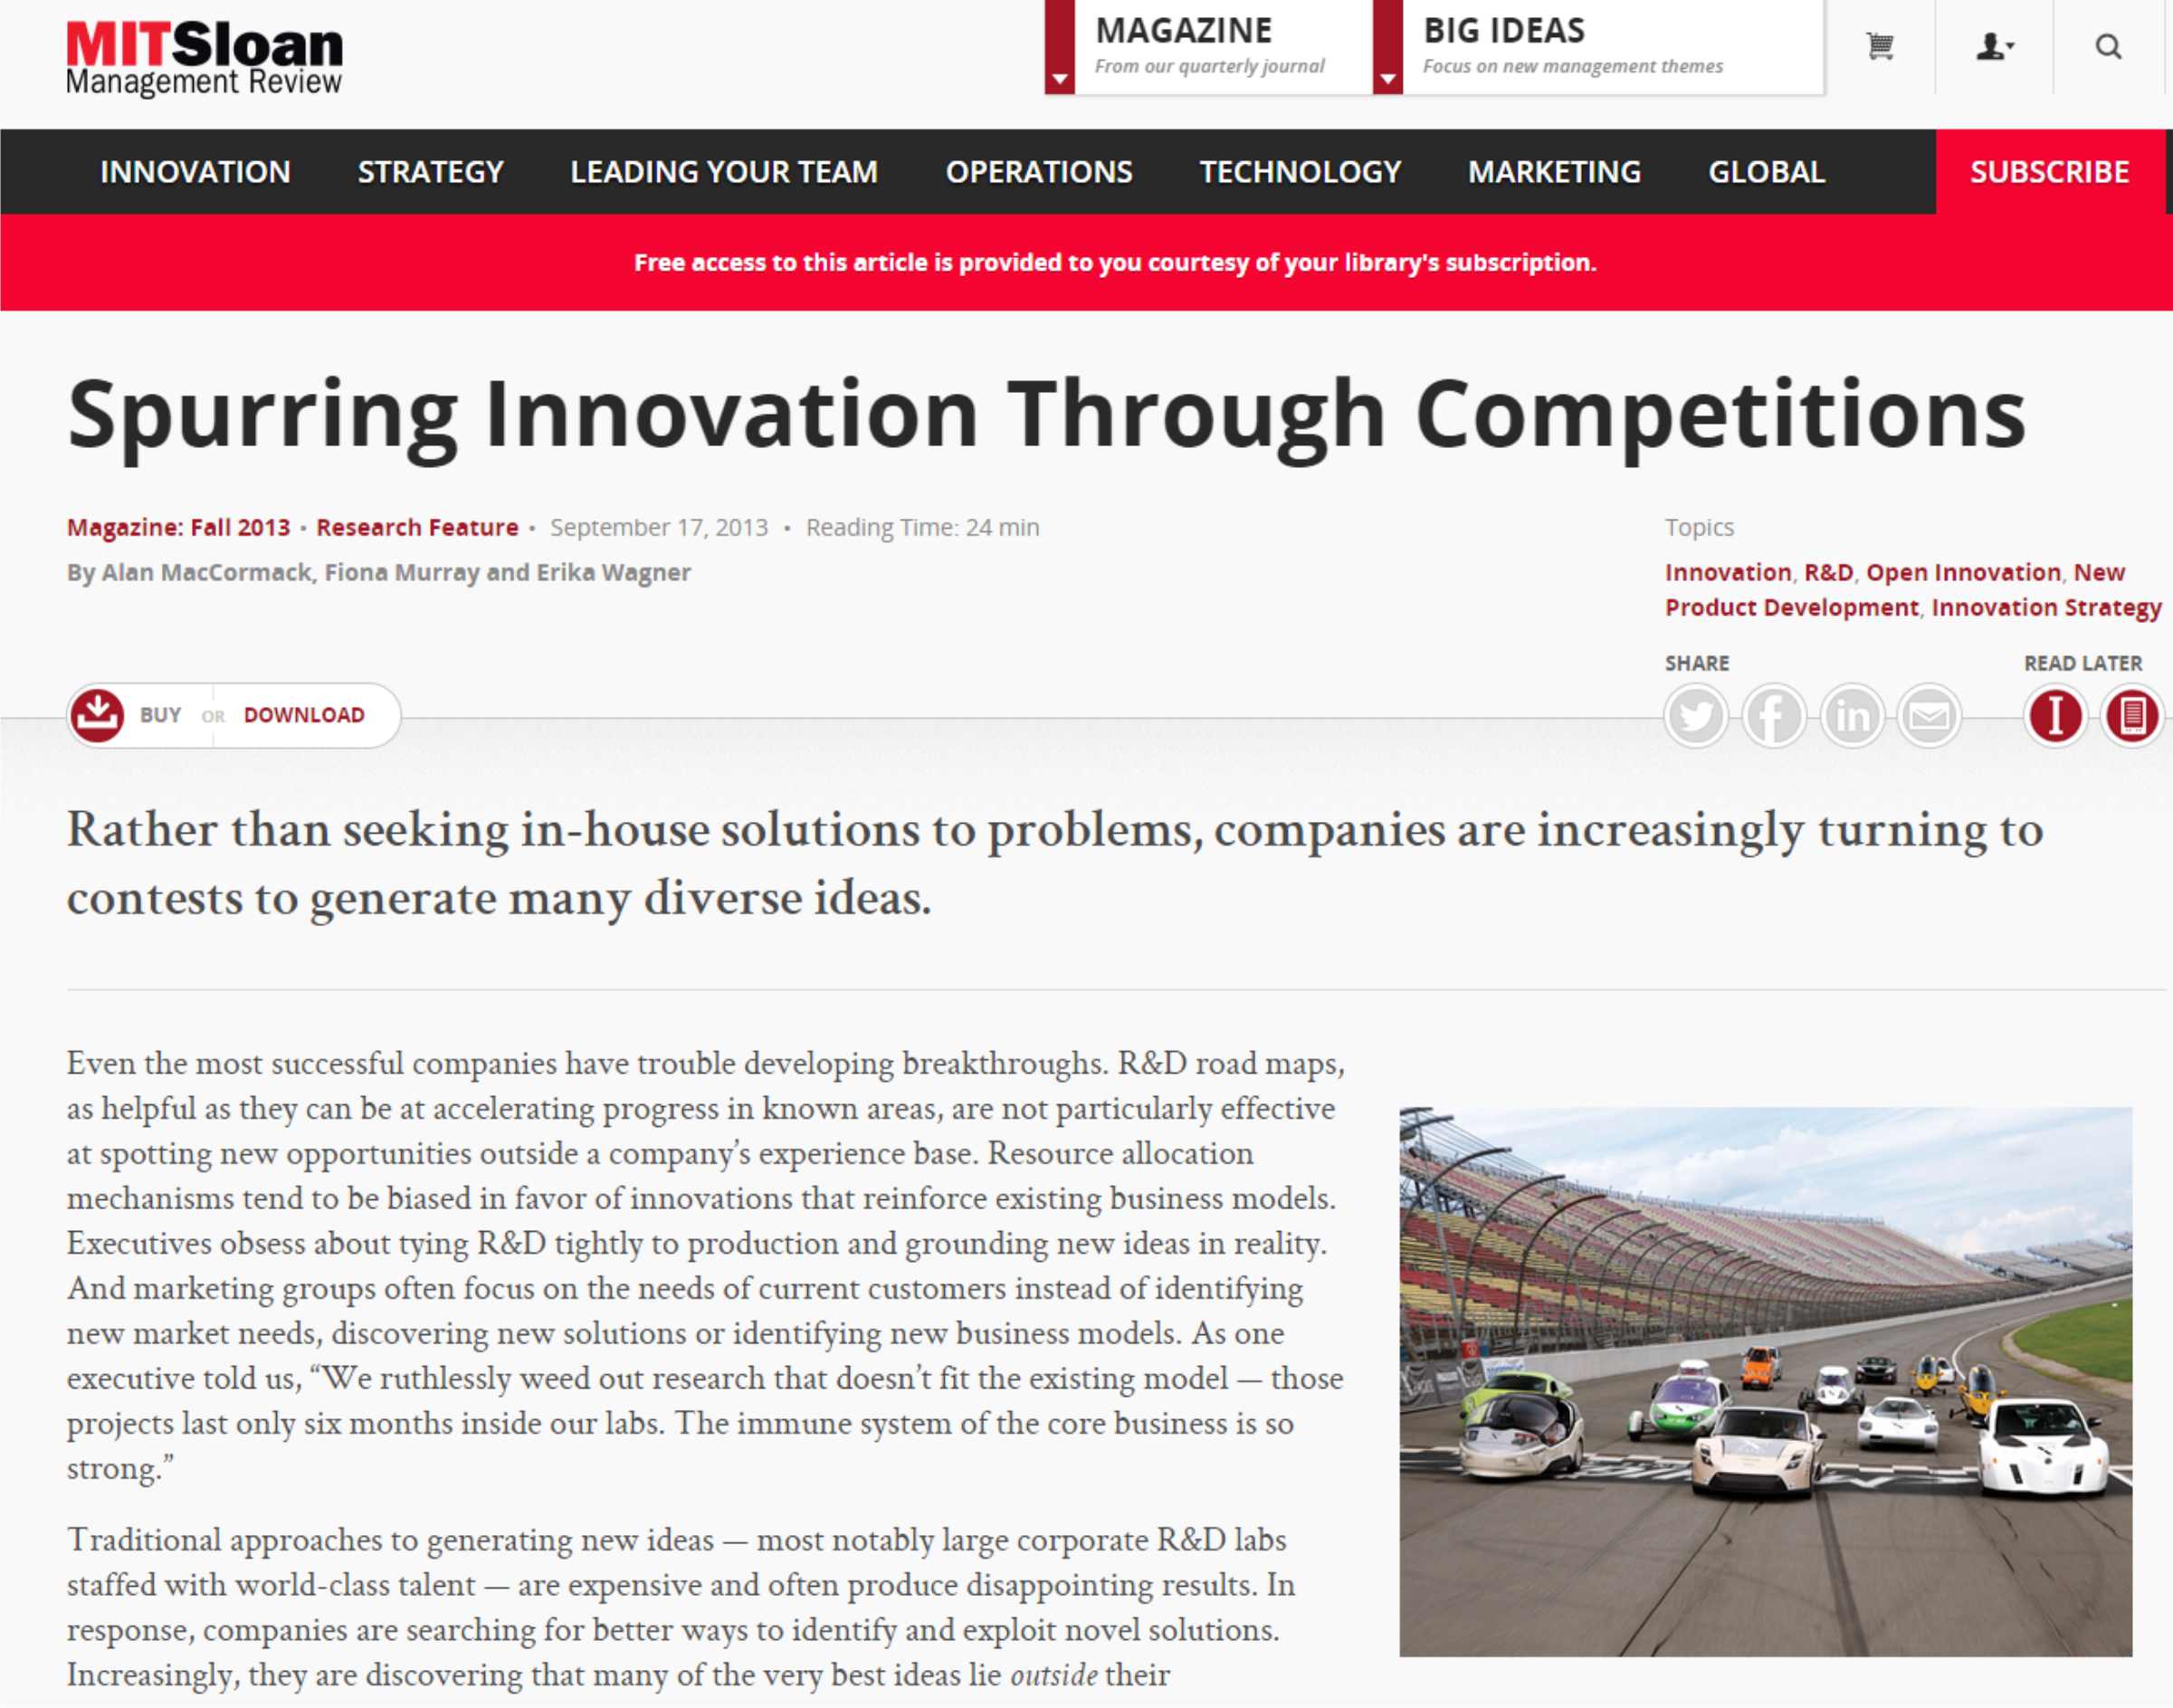 MITSloan
Management Review
MAGAZINE
From our quarterly journal
BIG IDEAS
Focus on new management themes
INNOVATION STRATEGY LEADING YOUR TEAM OPERATIONS TECHNOLOGY MARKETING GLOBAL SUBSCRIBE
Free access to this article is provided to you courtesy of your library's subscription.
Spurring Innovation Through Competitions
Magazine: Fall 2013 • Research Feature • September 17, 2013 • Reading Time: 24 min
By Alan MacCormack, Fiona Murray and Erika Wagner
Topics
Innovation, R&D, Open Innovation, New
Product Development, Innovation Strategy
SHARE
READ LATER
BUY OR DOWNLOAD
Rather than seeking in-house solutions to problems, companies are increasingly turning to
contests to generate many diverse ideas.
Even the most successful companies have trouble developing breakthroughs. R&D road maps,
as helpful as they can be at accelerating progress in known areas, are not particularly effective
at spotting new opportunities outside a company’s experience base. Resource allocation
mechanisms tend to be biased in favor of innovations that reinforce existing business models.
Executives obsess about tying R&D tightly to production and grounding new ideas in reality.
And marketing groups often focus on the needs of current customers instead of identifying
new market needs, discovering new solutions or identifying new business models. As one
executive told us, “We ruthlessly weed out research that doesn’t fit the existing model — those
projects last only six months inside our labs. The immune system of the core business is so
strong.”
Traditional approaches to generating new ideas — most notably large corporate R&D labs
staffed with world-class talent — are expensive and often produce disappointing results. In
response, companies are searching for better ways to identify and exploit novel solutions.
Increasingly, they are discovering that many of the very best ideas lie outside their